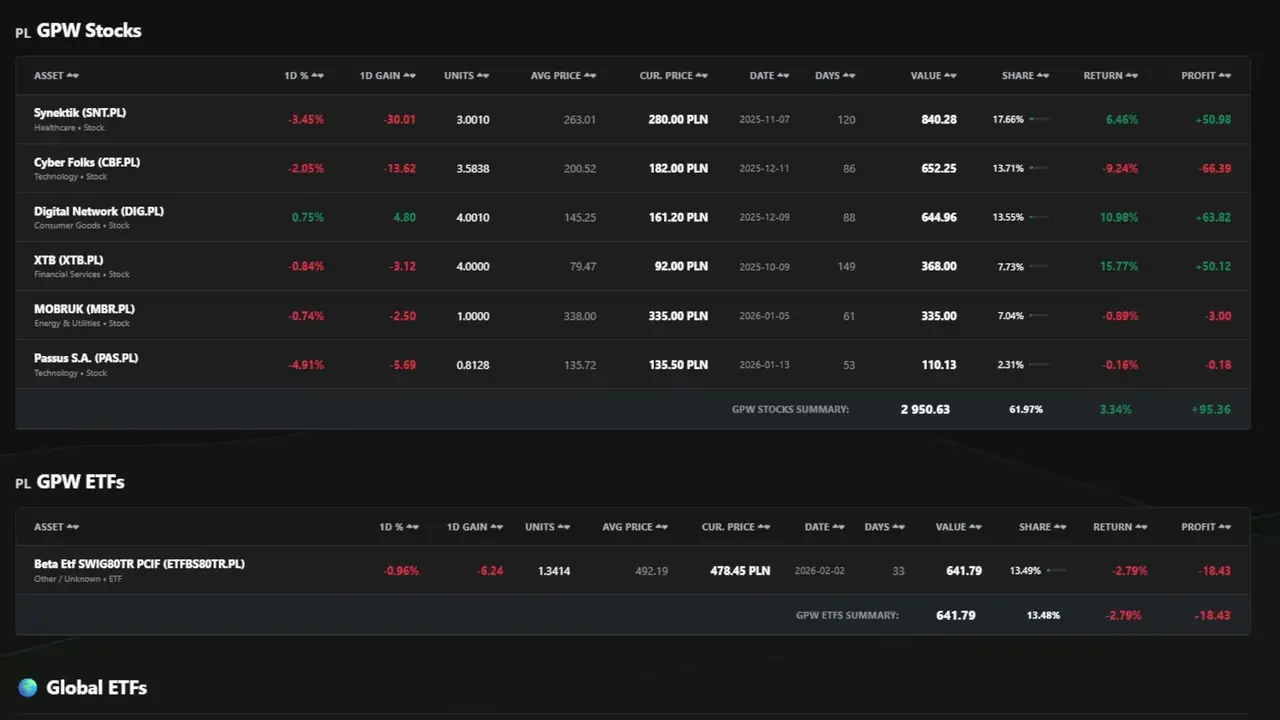 PL GPW Stocks
ASSET 1D % 1D GAIN UNITS AVG PRICE CUR. PRICE DATE DAYS VALUE SHARE RETURN PROFIT
Synektik (SNT.PL)
Healthcare • Stock
-3.45% -30.01 3.0010 263.01 280.00 PLN 2025-11-07 120 840.28 17.66% 6.46% +50.98
Cyber Folks (CBF.PL)
Technology • Stock
-2.05% -13.62 3.5838 200.52 182.00 PLN 2025-12-11 86 652.25 13.71% -9.24% -66.39
Digital Network (DIG.PL)
Consumer Goods • Stock
0.75% 4.80 4.0010 145.25 161.20 PLN 2025-12-09 88 644.96 13.55% 10.98% +63.82
XTB (XTB.PL)
Financial Services • Stock
-0.84% -3.12 4.0000 79.47 92.00 PLN 2025-10-09 149 368.00 7.73% 15.77% +50.12
MOBRUK (MBR.PL)
Energy & Utilities • Stock
-0.74% -2.50 1.0000 338.00 335.00 PLN 2026-01-05 61 335.00 7.04% -0.89% -3.00
Passus S.A. (PAS.PL)
Technology • Stock
-4.91% -5.69 0.8128 135.72 135.50 PLN 2026-01-13 53 110.13 2.31% -0.16% -0.18
GPW STOCKS SUMMARY: 2 950.63 61.97% 3.34% +95.36
PL GPW ETFs
ASSET 1D % 1D GAIN UNITS AVG PRICE CUR. PRICE DATE DAYS VALUE SHARE RETURN PROFIT
Beta Etf SWIG80TR PCIF (ETFBS80TR.PL)
Other / Unknown • ETF
-0.96% -6.24 1.3414 492.19 478.45 PLN 2026-02-02 33 641.79 13.49% -2.79% -18.43
GPW ETFS SUMMARY: 641.79 13.48% -2.79% -18.43
Global ETFs